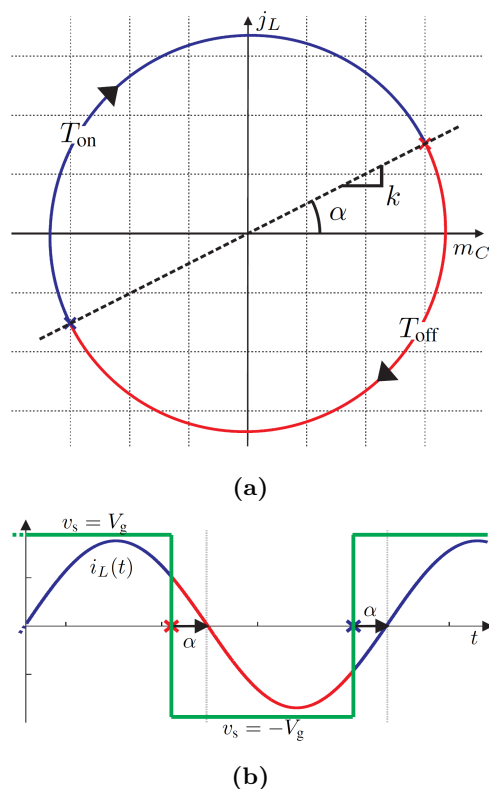 j_L
T_on
k
α
m_C
T_off
(a)
v_s = V_g
i_L(t)
α
α
t
v_s = −V_g
(b)